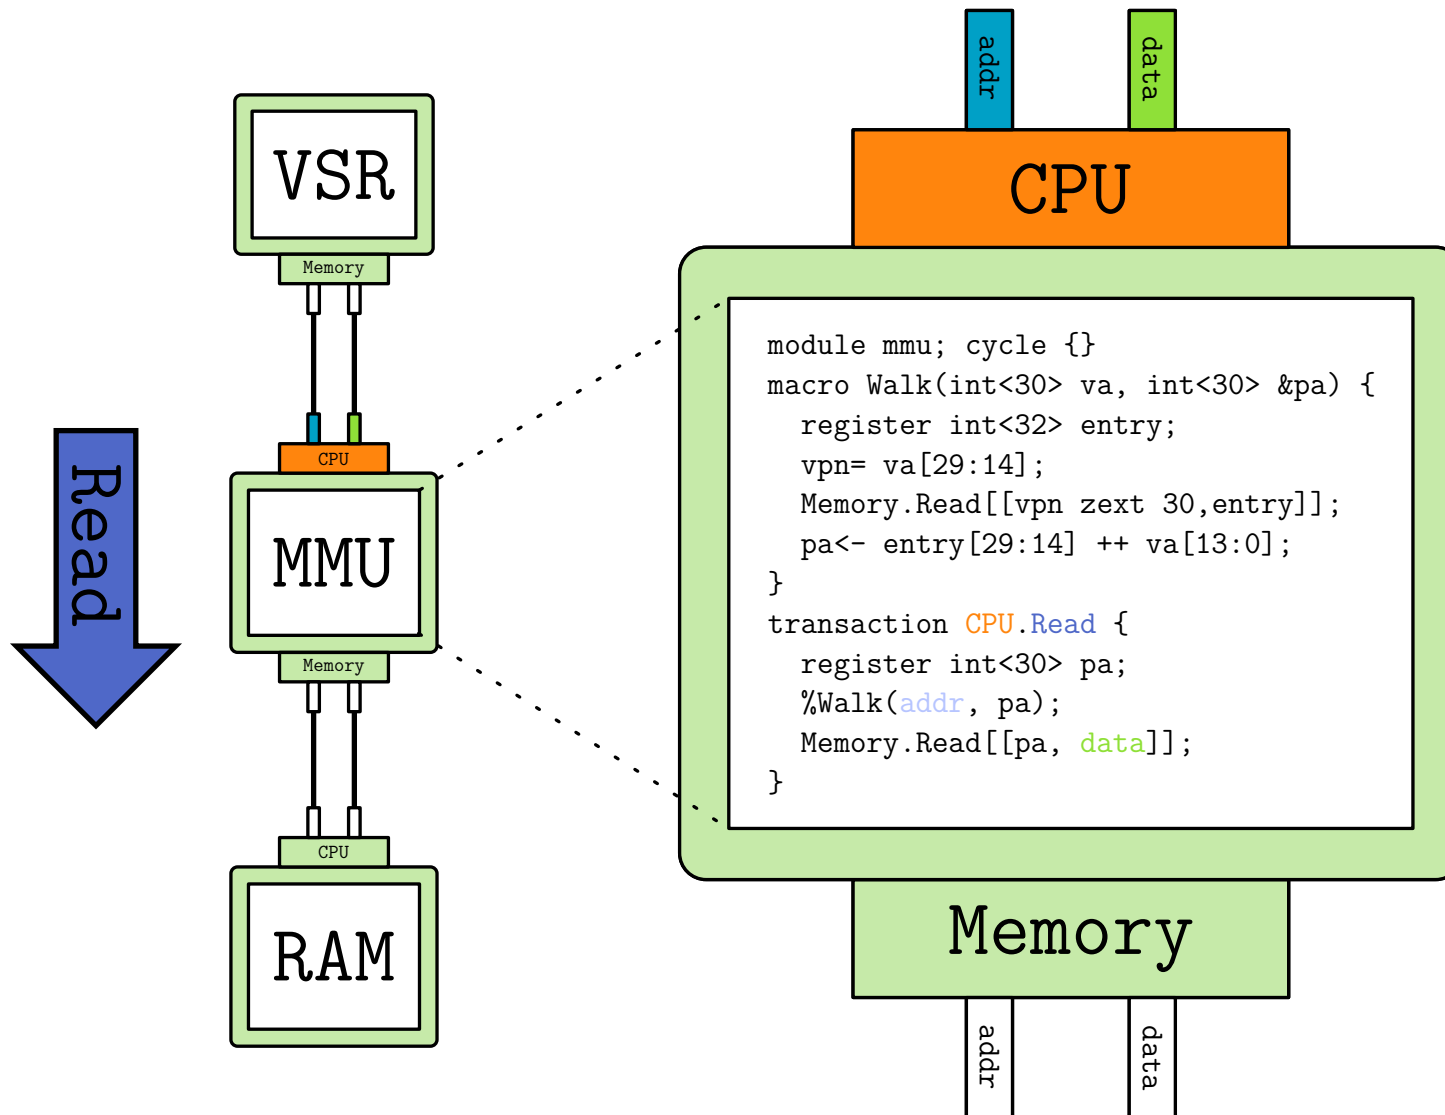 VSR
Memory
CPU
MMU
Memory
CPU
RAM
Read
addr
data
CPU
module mmu; cycle {}
macro Walk(int<30> va, int<30> &pa) {
  register int<32> entry;
  vpn= va[29:14];
  Memory.Read[[vpn zext 30,entry]];
  pa<- entry[29:14] ++ va[13:0];
}
transaction CPU.Read {
  register int<30> pa;
  %Walk(addr, pa);
  Memory.Read[[pa, data]];
}
Memory
addr
data